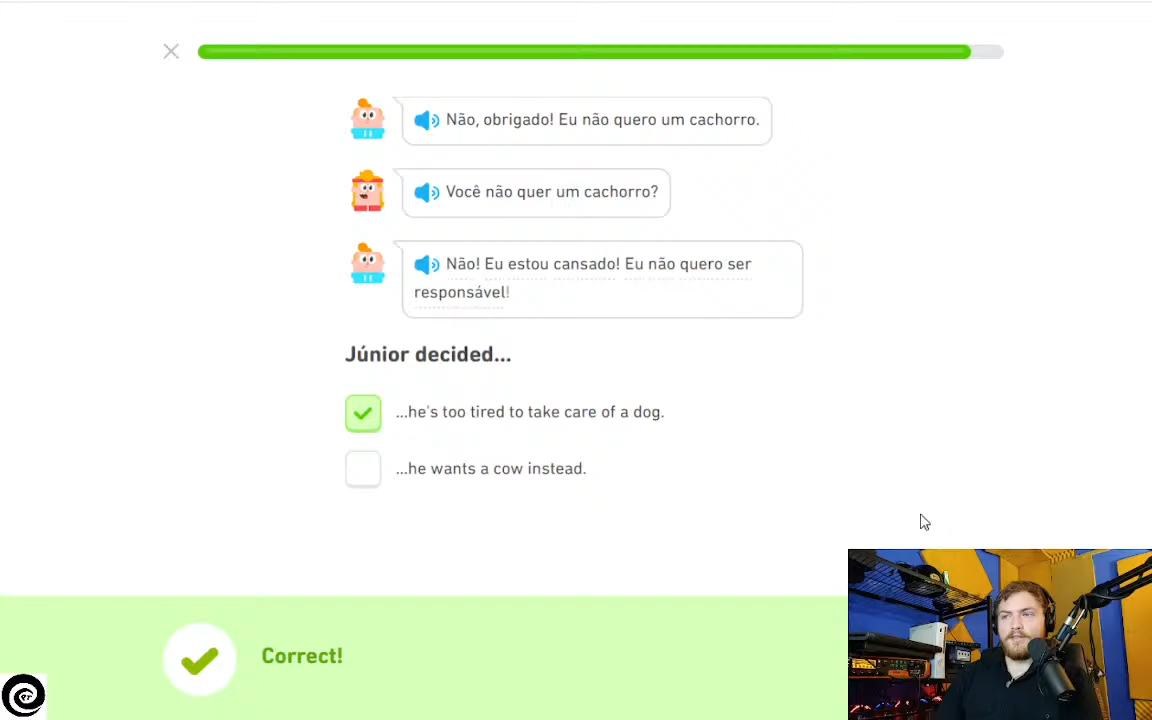 Não, obrigado! Eu não quero um cachorro.
Você não quer um cachorro?
Não! Eu estou cansado! Eu não quero ser
responsável!
Júnior decided...
...he's too tired to take care of a dog.
...he wants a cow instead.
Correct!